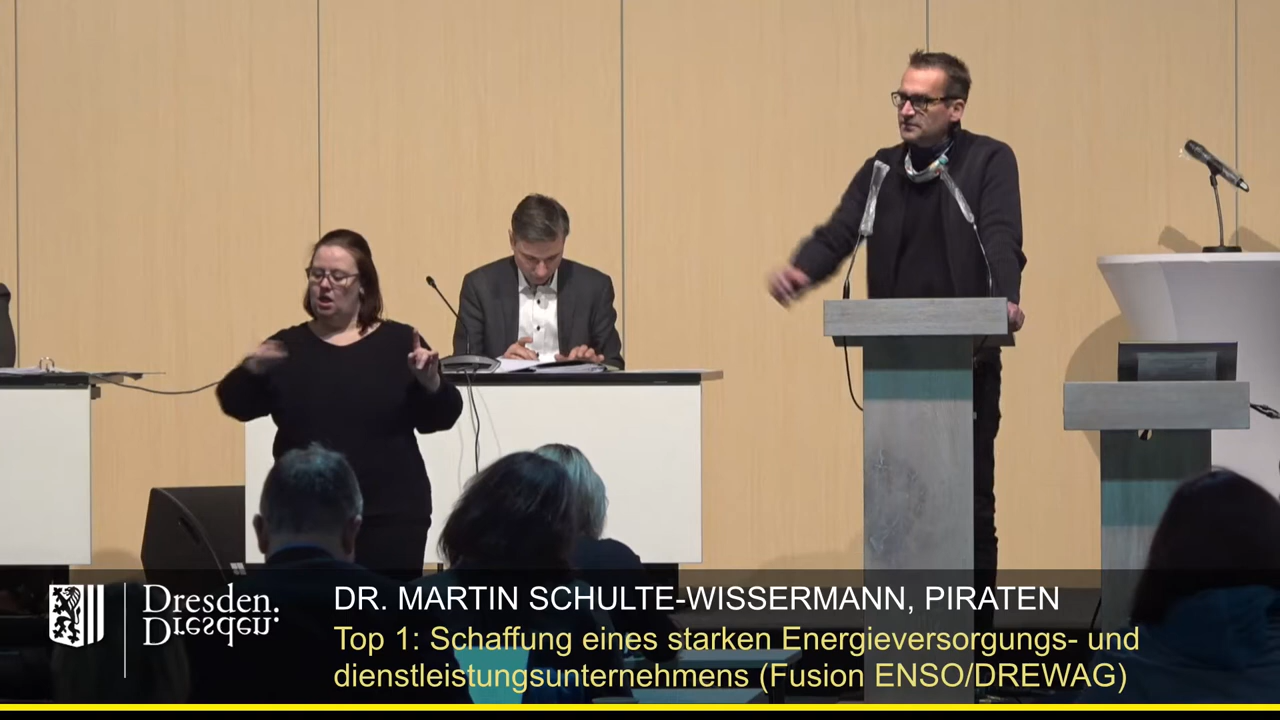 Dresden.
Dresden.
DR. MARTIN SCHULTE-WISSERMANN, PIRATEN
Top 1: Schaffung eines starken Energieversorgungs- und
dienstleistungsunternehmens (Fusion ENSO/DREWAG)